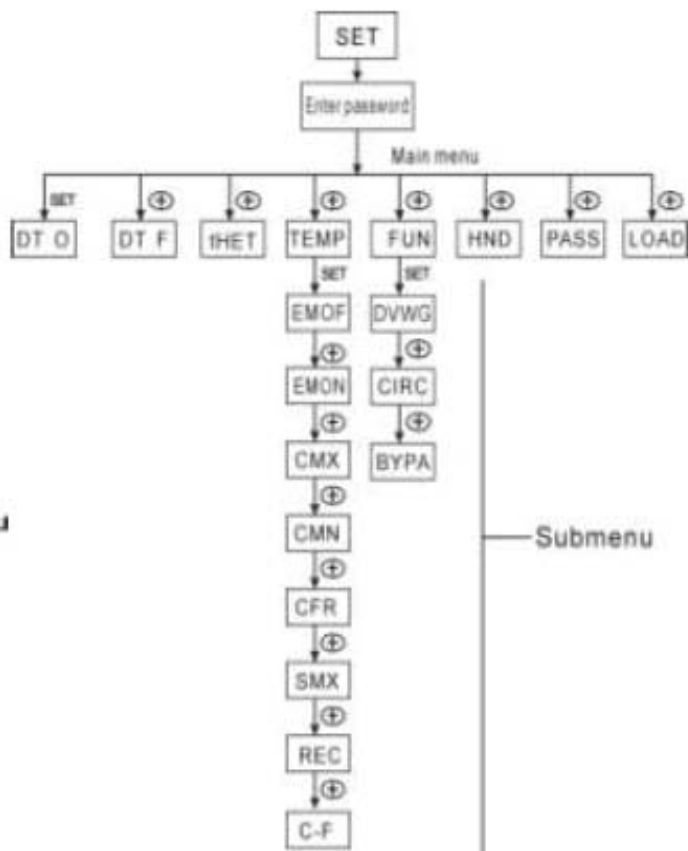 SET
Enter password
Main menu
SET
DT O DT F tHET TEMP FUN HND PASS LOAD
SET SET
EMOF DVWG
EMON CIRC
CMX BYPA
CMN
Submenu
CFR
SMX
REC
C-F